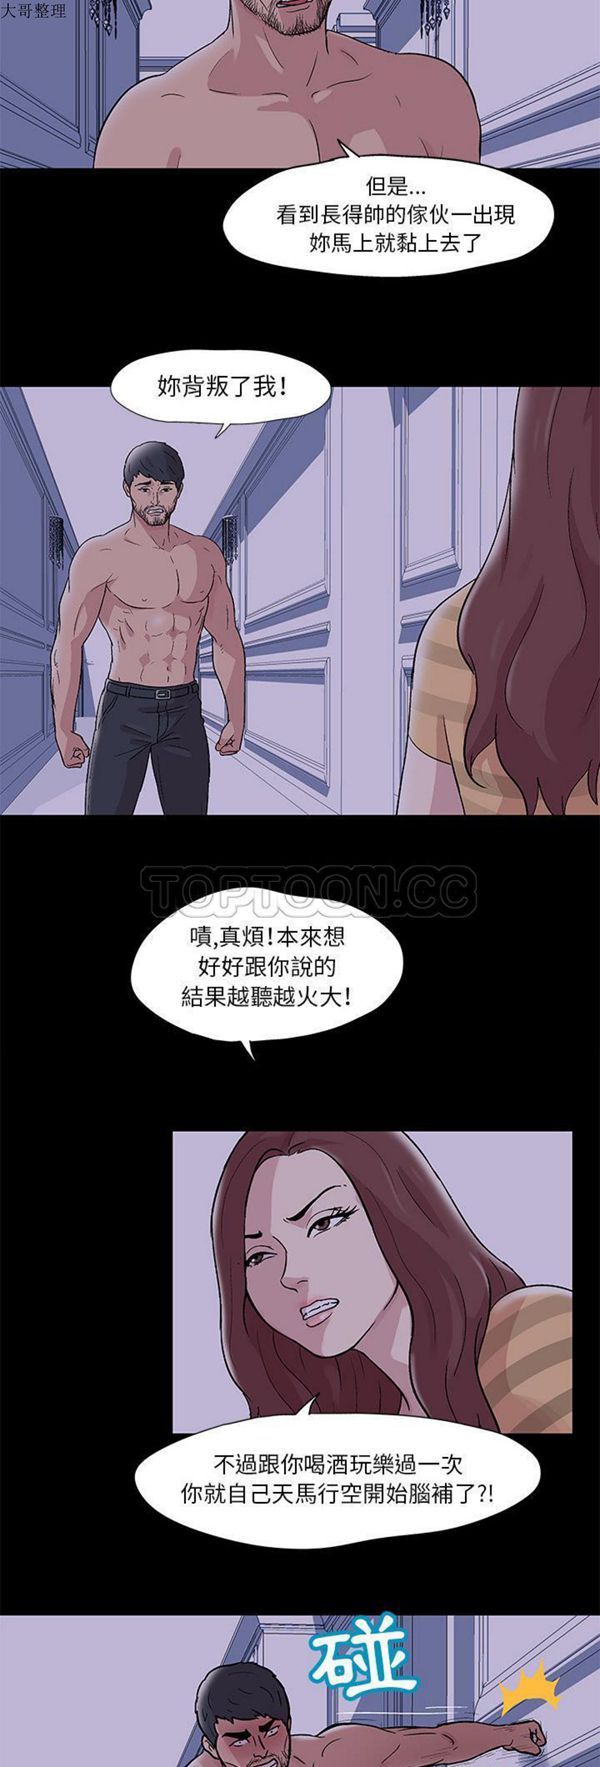 大哥整理
但是...
看到長得帥的傢伙一出現
妳馬上就黏上去了
妳背叛了我!
TOPTOON.CC
嘖,真煩!本來想
好好跟你說的
結果越聽越火大!
不過跟你喝酒玩樂過一次
你就自己天馬行空開始腦補了?!
碰